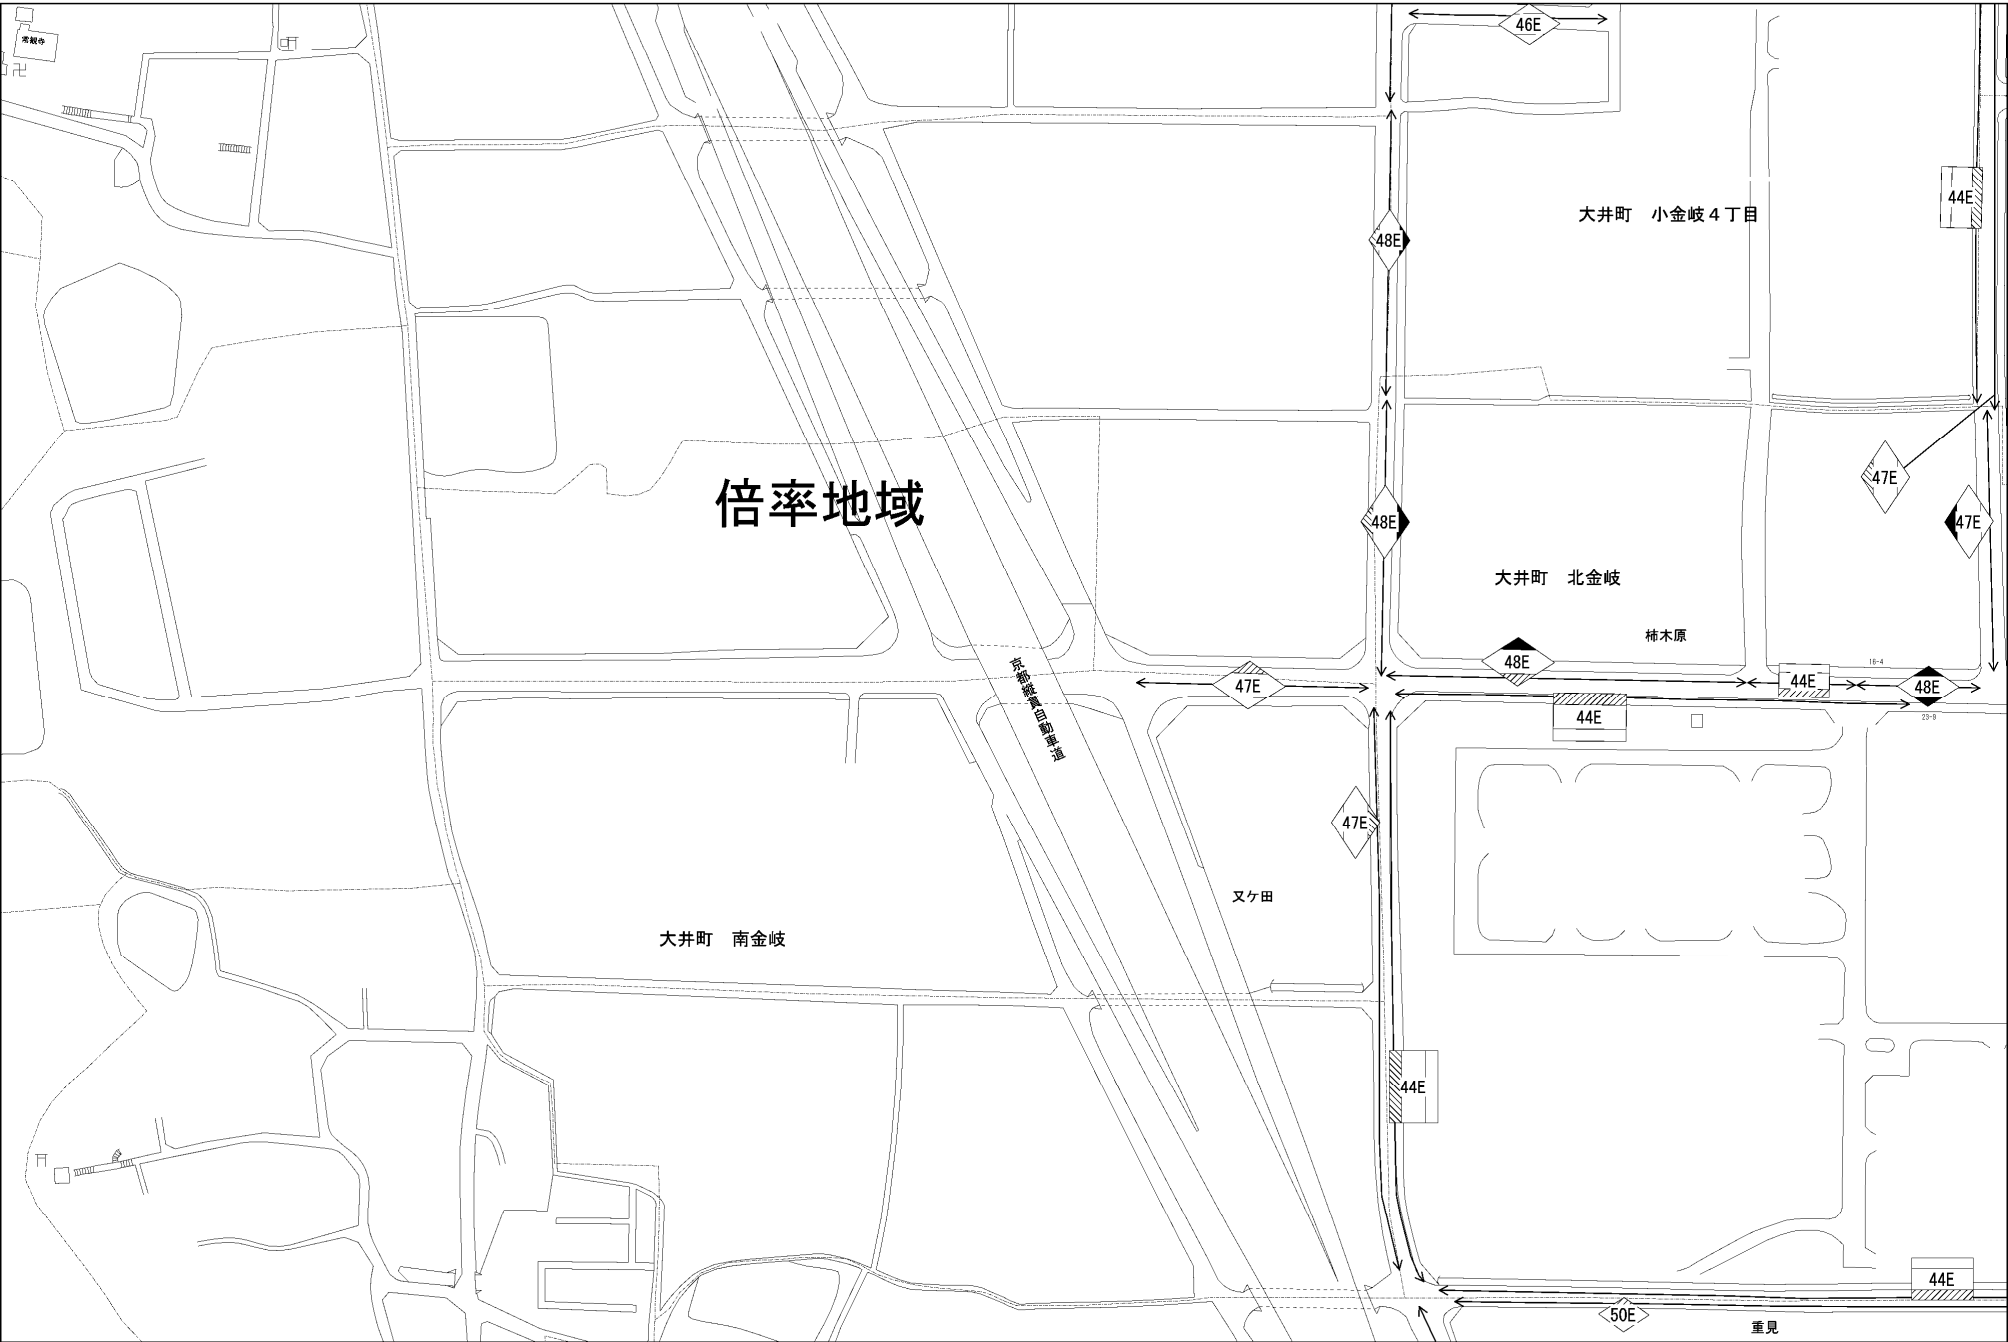 常観寺
46E
44E
大井町　小金岐４丁目
48E
47E
倍率地域
48E
47E
大井町　北金岐
柿木原
48E
16-4
京都縦貫自動車道
47E
44E
48E
44E
23-9
47E
又ケ田
大井町　南金岐
44E
44E
50E
重見